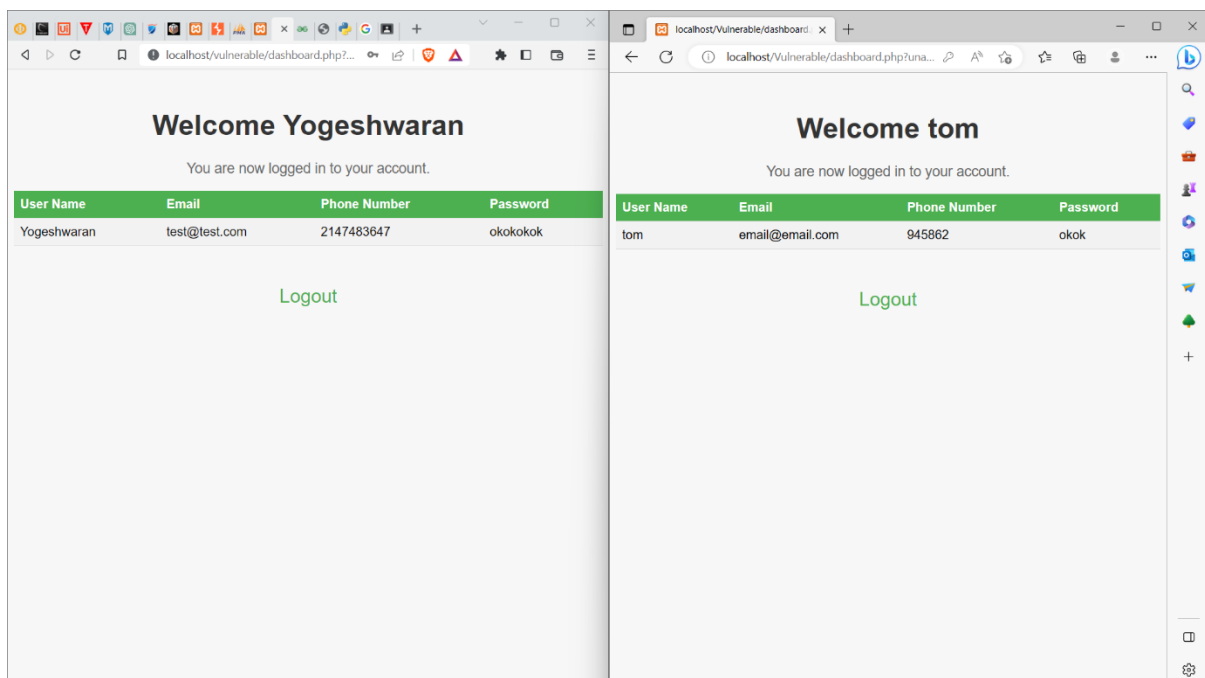 localhost/vulnerable/dashboard.php?...
Welcome Yogeshwaran
You are now logged in to your account.
User Name Email Phone Number Password
Yogeshwaran test@test.com 2147483647 okokokok
Logout
localhost/Vulnerable/dashboard.
localhost/Vulnerable/dashboard.php?una...
Welcome tom
You are now logged in to your account.
User Name Email Phone Number Password
tom email@email.com 945862 okok
Logout